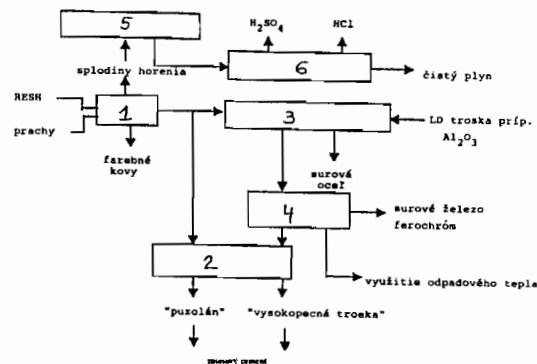 5
H₂SO₄
HCl
splodiny horenia
6
čistý plyn
RESH
1
3
LD troska príp.
Al₂O₃
prachy
farebné
kovy
surová
oceľ
4
surové železo
ferochróm
2
využitie odpadového tepla
"puzolán"
"vysokopecná troska"
cement